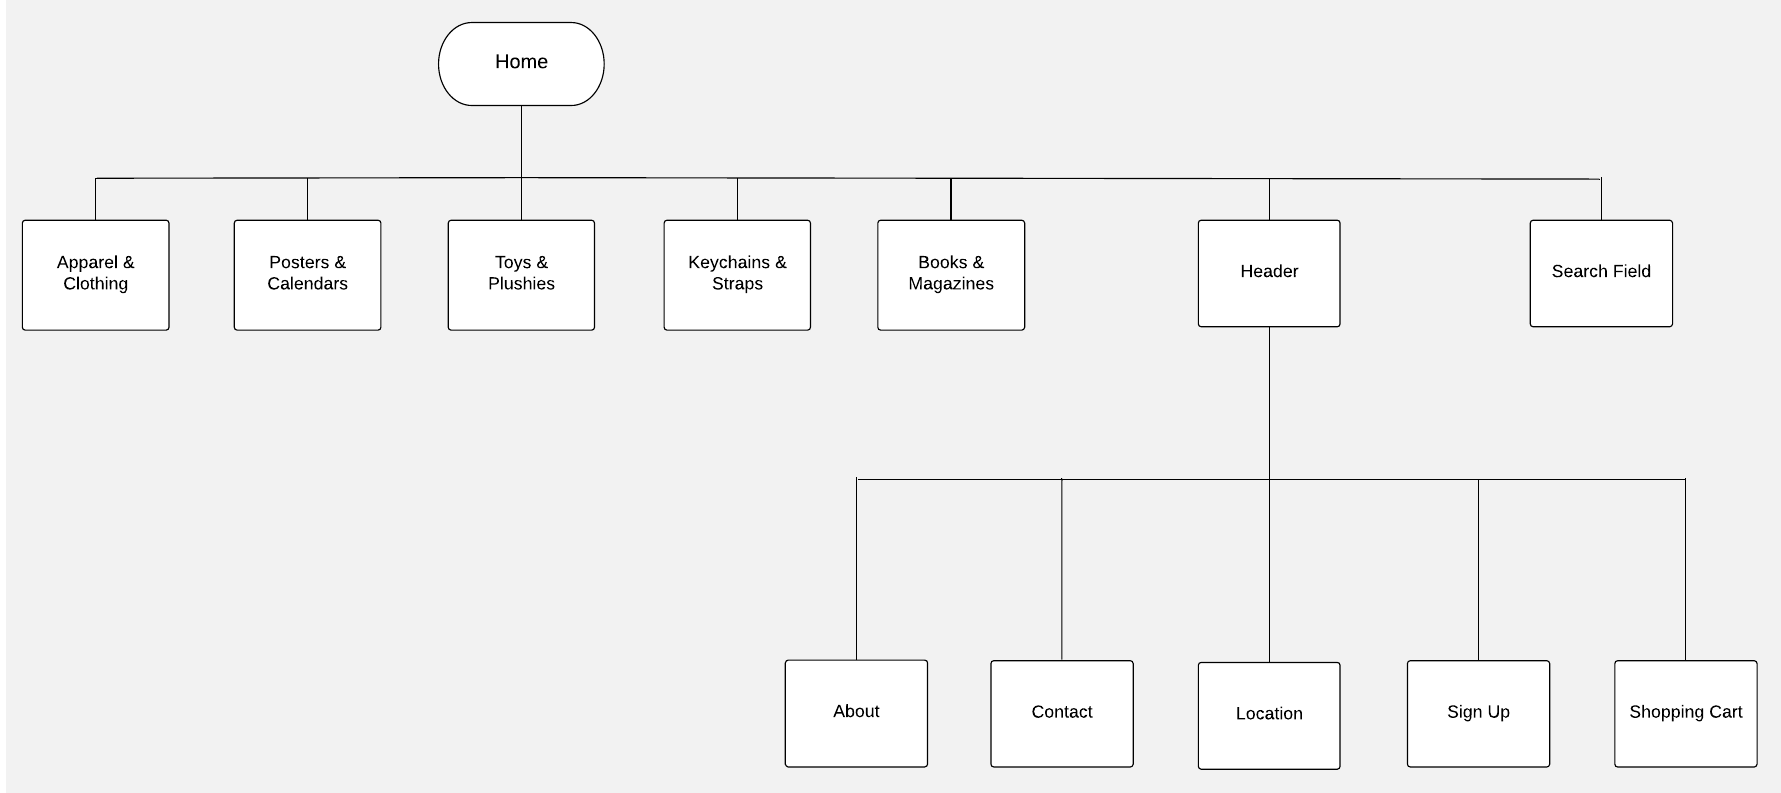 Home
Apparel &
Clothing
Posters &
Calendars
Toys &
Plushies
Keychains &
Straps
Books &
Magazines
Header
Search Field
About
Contact
Location
Sign Up
Shopping Cart